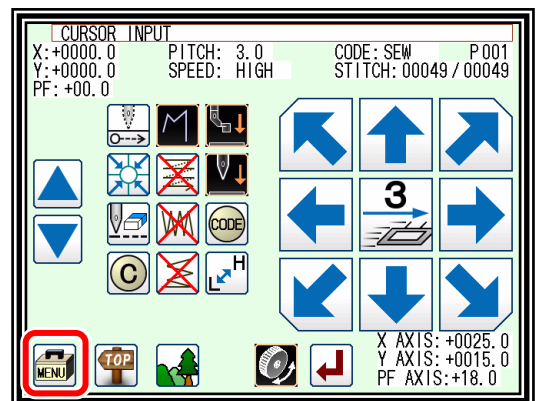 CURSOR INPUT
X:+0000.0 PITCH: 3.0 CODE:SEW P001
Y:+0000.0 SPEED: HIGH STITCH:00049/00049
PF:+00.0
3
CODE
C
L H
MENU
TOP
X AXIS:+0025.0
Y AXIS:+0015.0
PF AXIS:+18.0